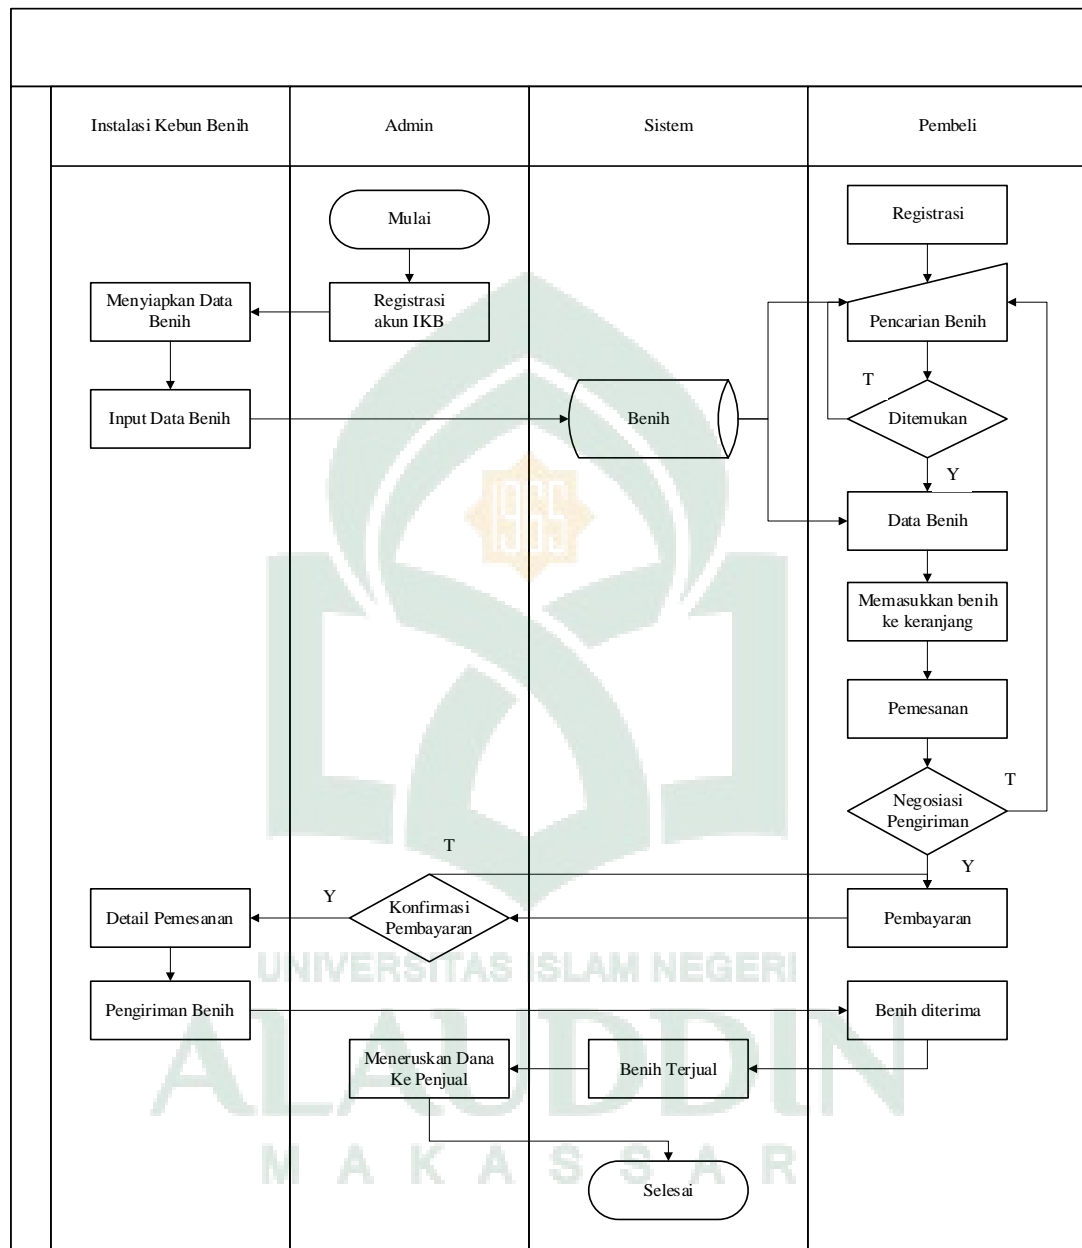 Instalasi Kebun Benih
Admin
Sistem
Pembeli
Mulai
Registrasi
Menyiapkan Data
Benih
Registrasi
akun IKB
Pencarian Benih
T
Input Data Benih
Benih
Ditemukan
Y
1965
Data Benih
Memasukkan benih
ke keranjang
Pemesanan
Negosiasi
Pengiriman
T
T
Y
Y
Detail Pemesanan
Konfirmasi
Pembayaran
Pembayaran
UNIVERSITAS ISLAM NEGERI
Pengiriman Benih
Benih diterima
ALAUDDIN
Meneruskan Dana
Ke Penjual
Benih Terjual
MAKASSAR
Selesai